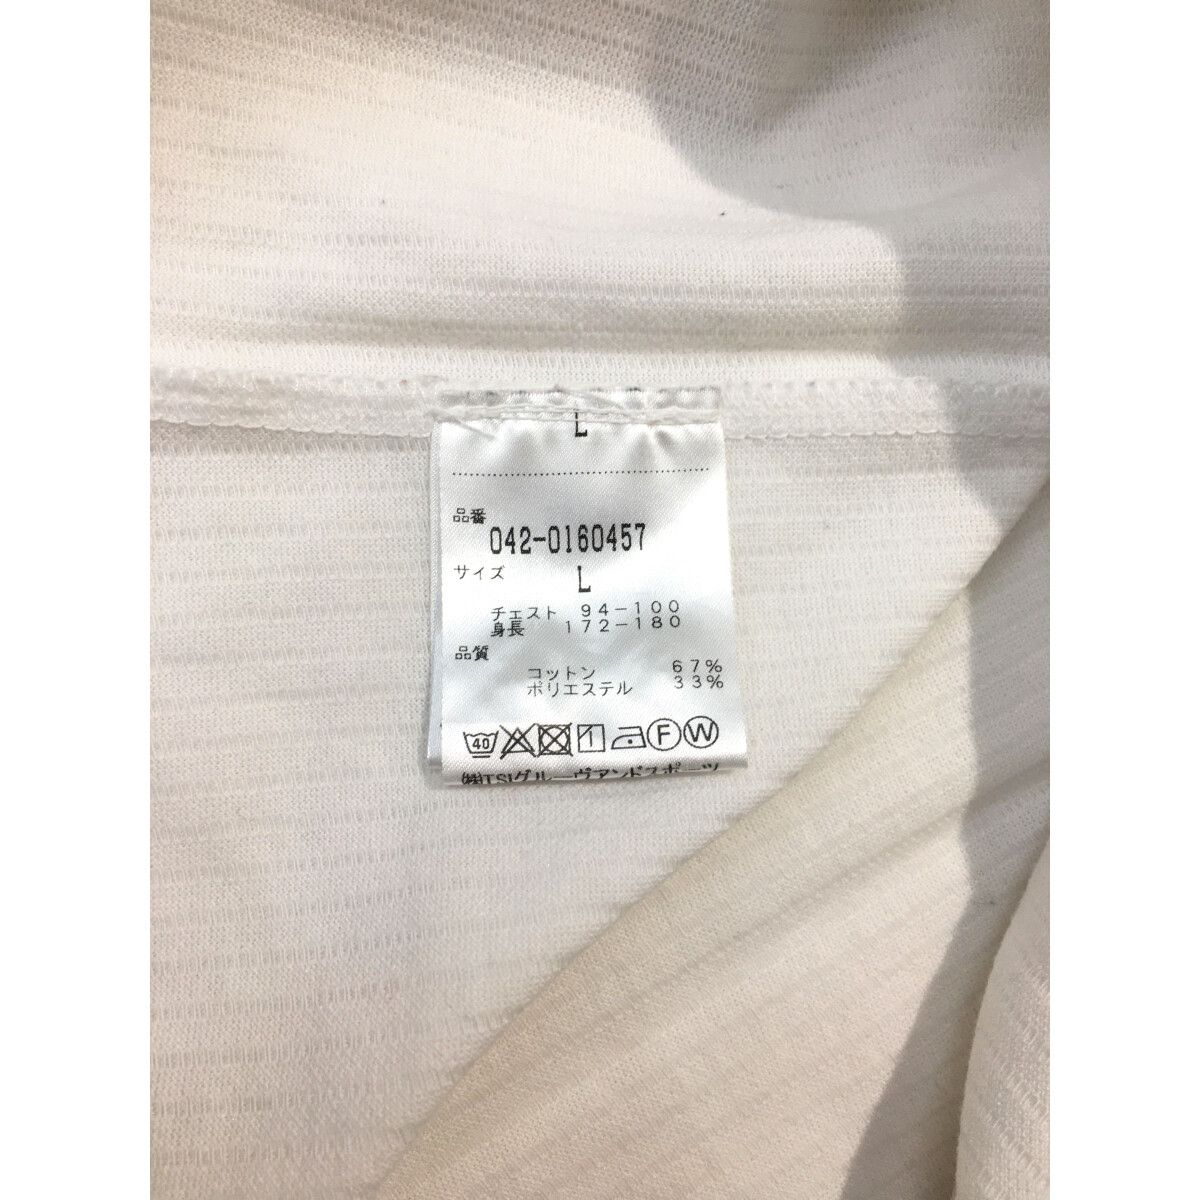 L
品番
042-0160457
サイズ
L
チェスト 94-100
身長 172-180
品質
コットン 67%
ポリエステル 33%
40 F W
㈱TSIグルーヴアンドスポーツ